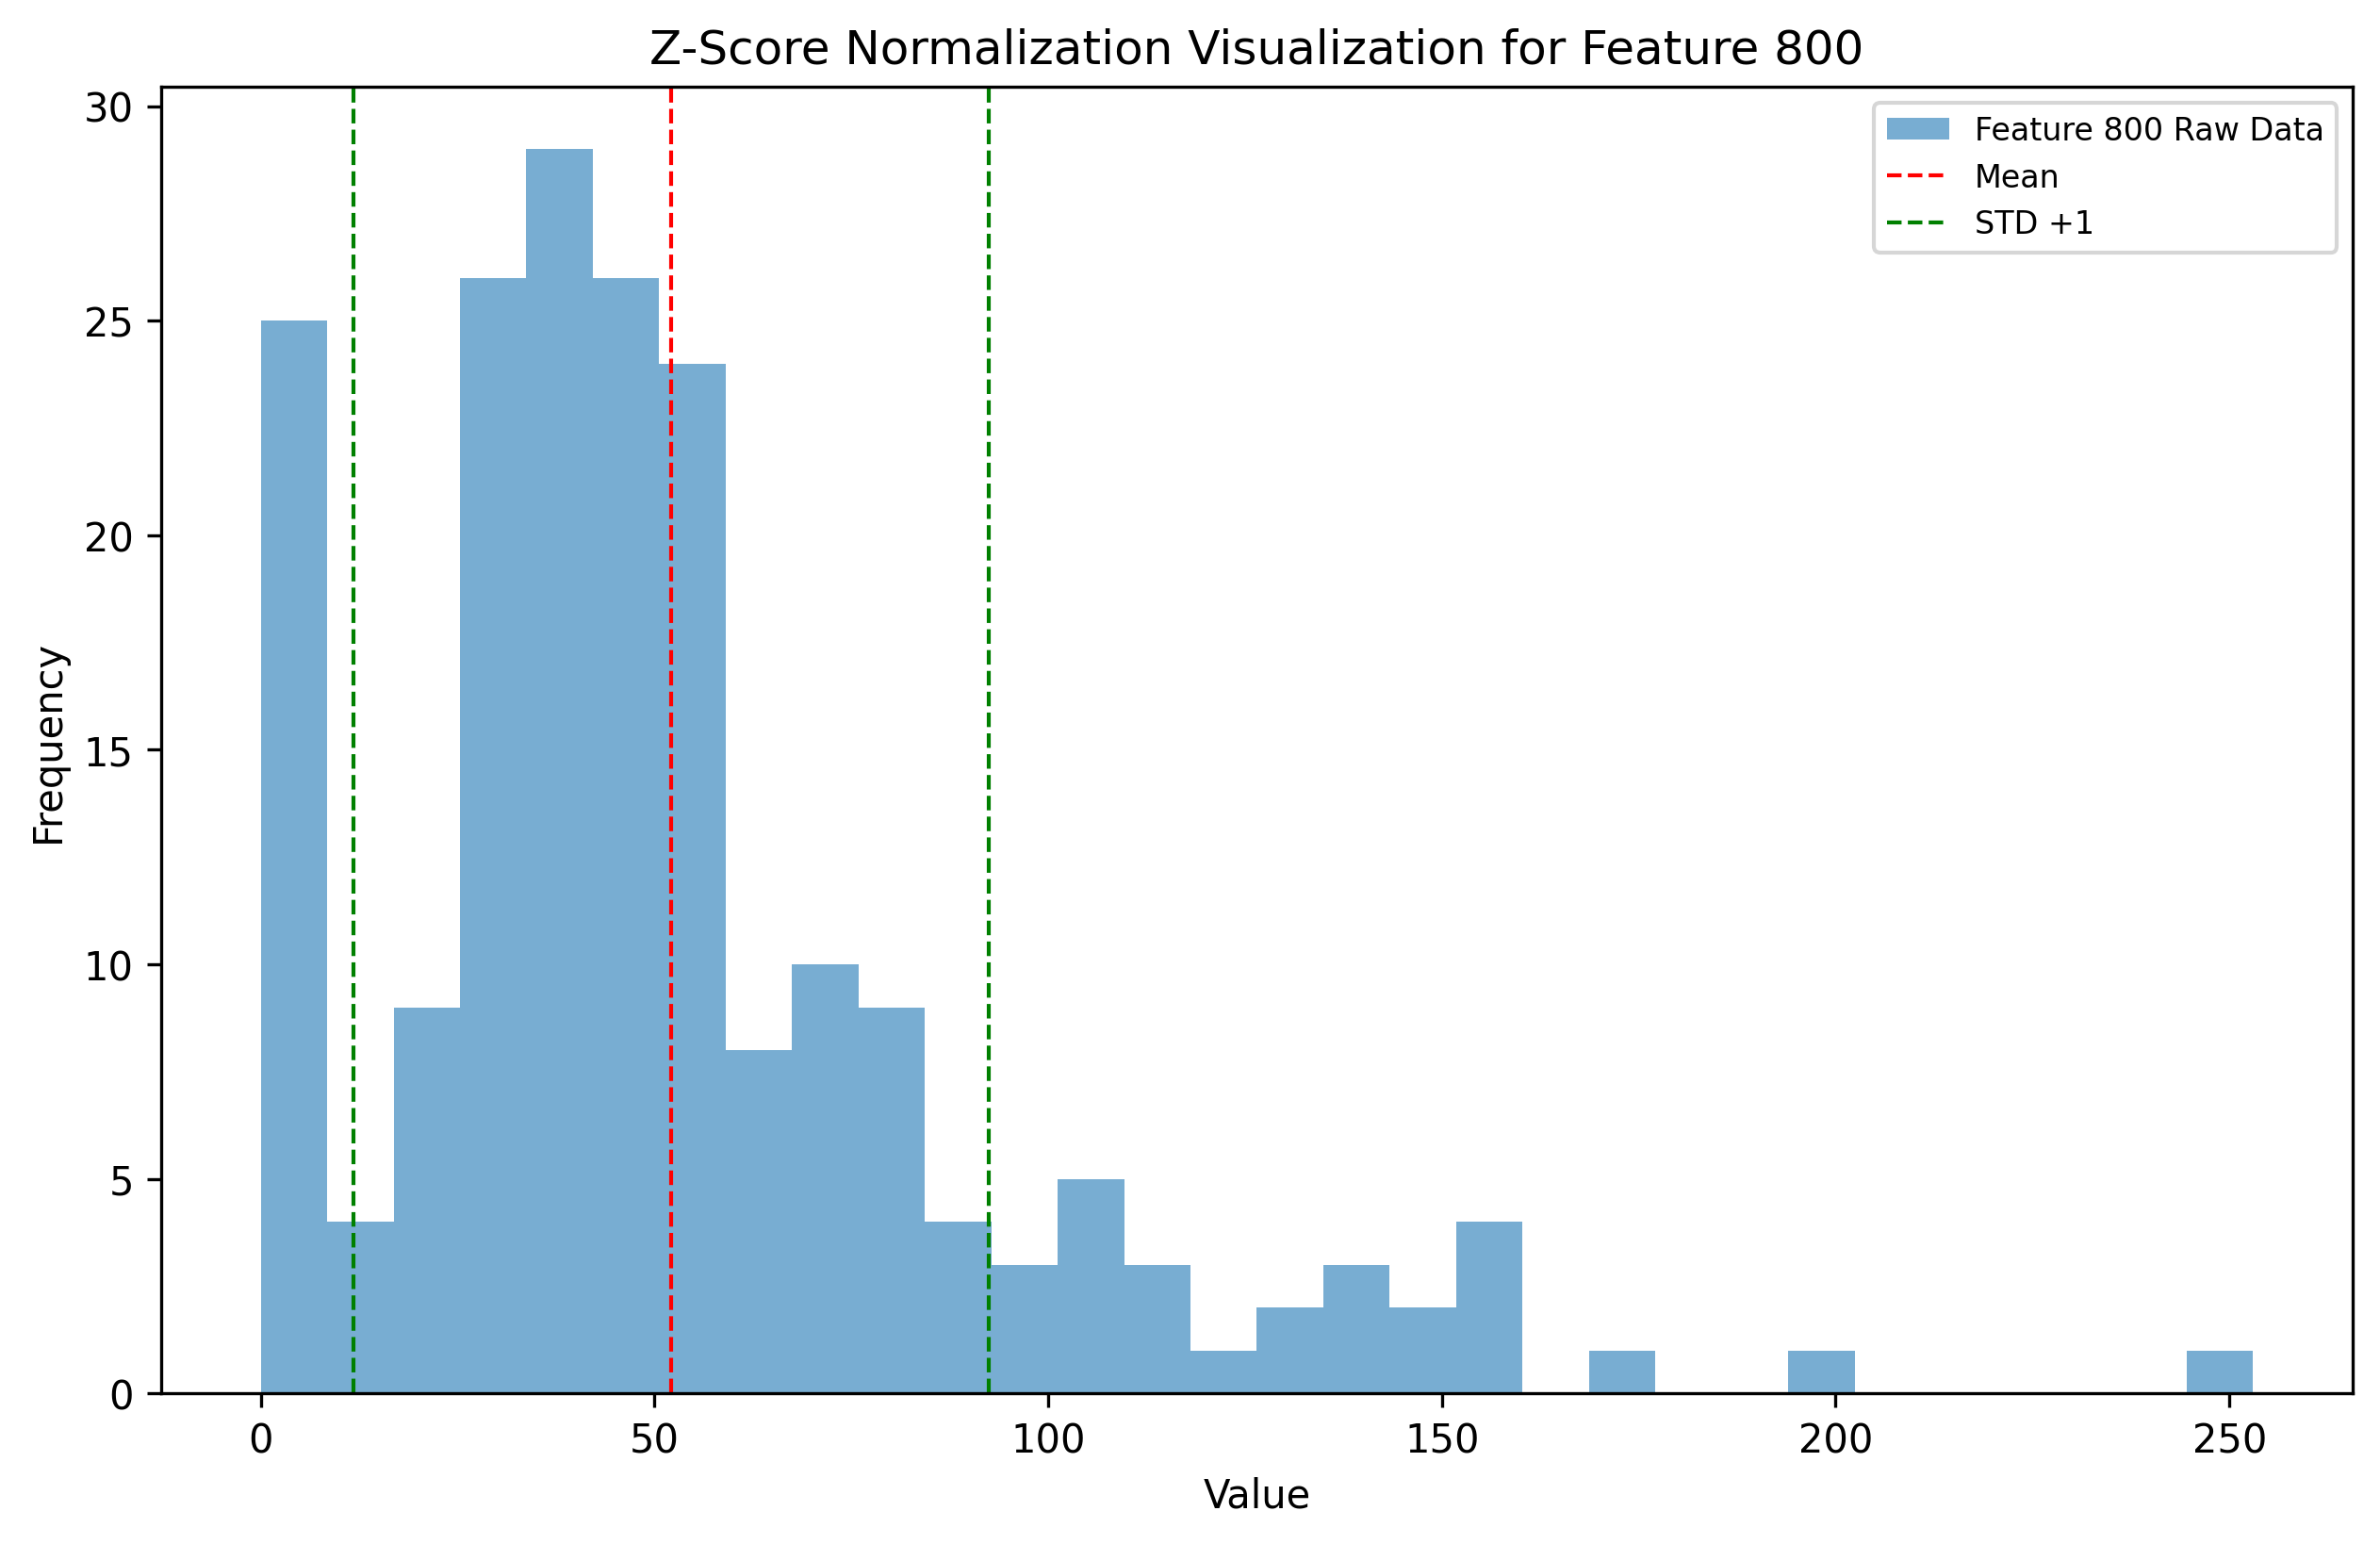 Z-Score Normalization Visualization for Feature 800
Feature 800 Raw Data
Mean
STD +1
Frequency
30
25
20
15
10
5
0
0 50 100 150 200 250
Value